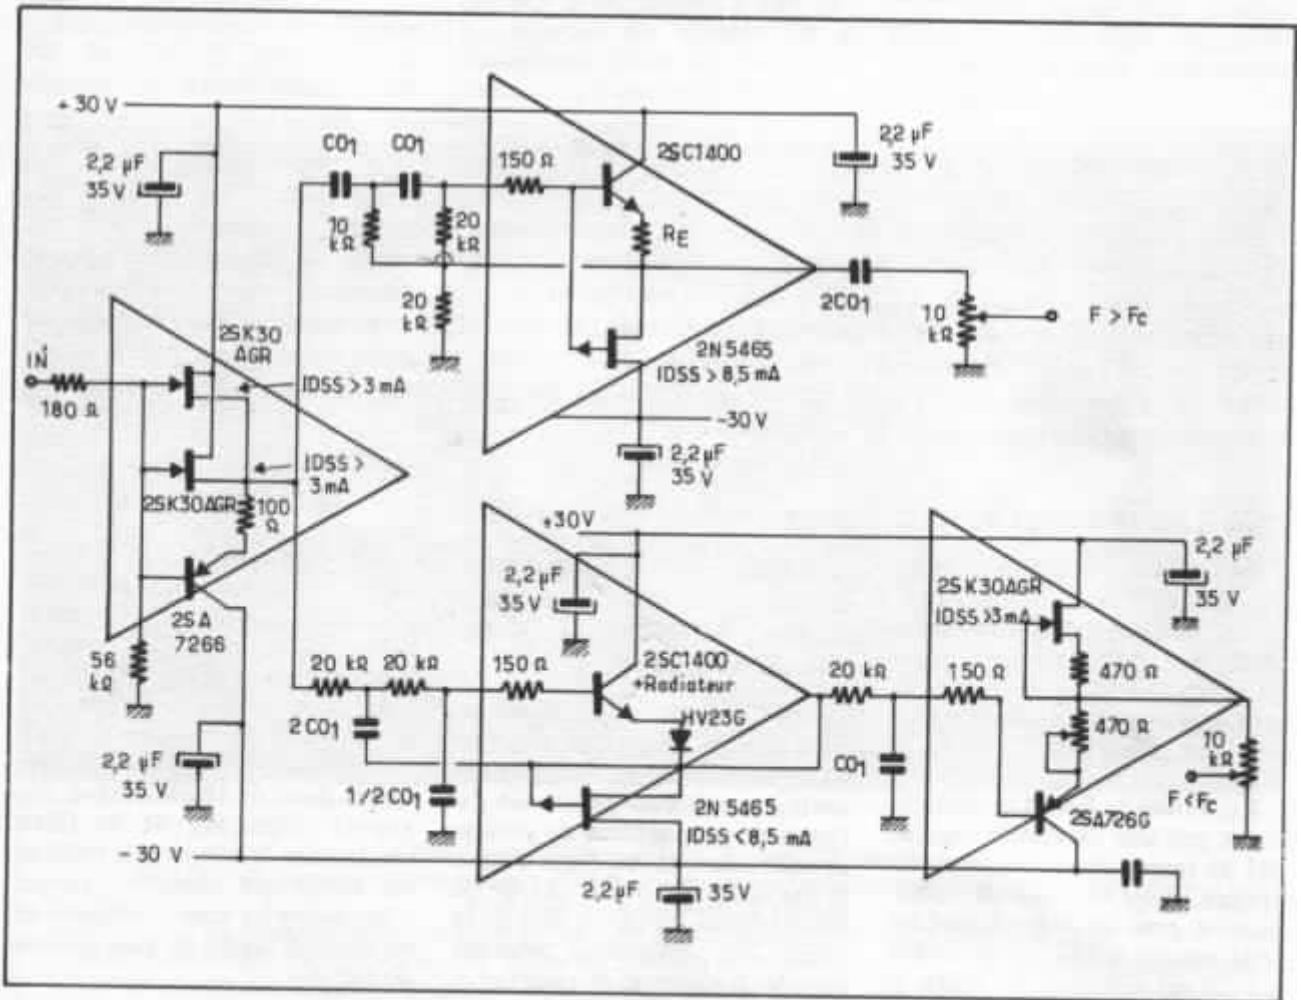 + 30 V
2,2 µF
35 V
CO1
CO1
10
kΩ
20
kΩ
20
kΩ
150 Ω
2SC1400
RE
2,2 µF
35 V
2CO1
10
kΩ
F > Fc
2N 5465
IDSS > 8,5 mA
-30 V
2,2 µF
35 V
IN
180 Ω
2SK30
AGR
IDSS > 3 mA
IDSS >
3 mA
2SK30AGR
100
Ω
2SA
7266
56
kΩ
2,2 µF
35 V
- 30 V
20 kΩ
20 kΩ
2 CO1
1/2 CO1
150 Ω
+30V
2,2 µF
35 V
2SC1400
+Radiateur
HV23G
2N 5465
IDSS < 8,5 mA
2,2 µF
35 V
20 kΩ
CO1
150 Ω
2SK30AGR
IDSS >3 mA
470 Ω
470 Ω
2SA726G
2,2 µF
35 V
10
kΩ
F < Fc